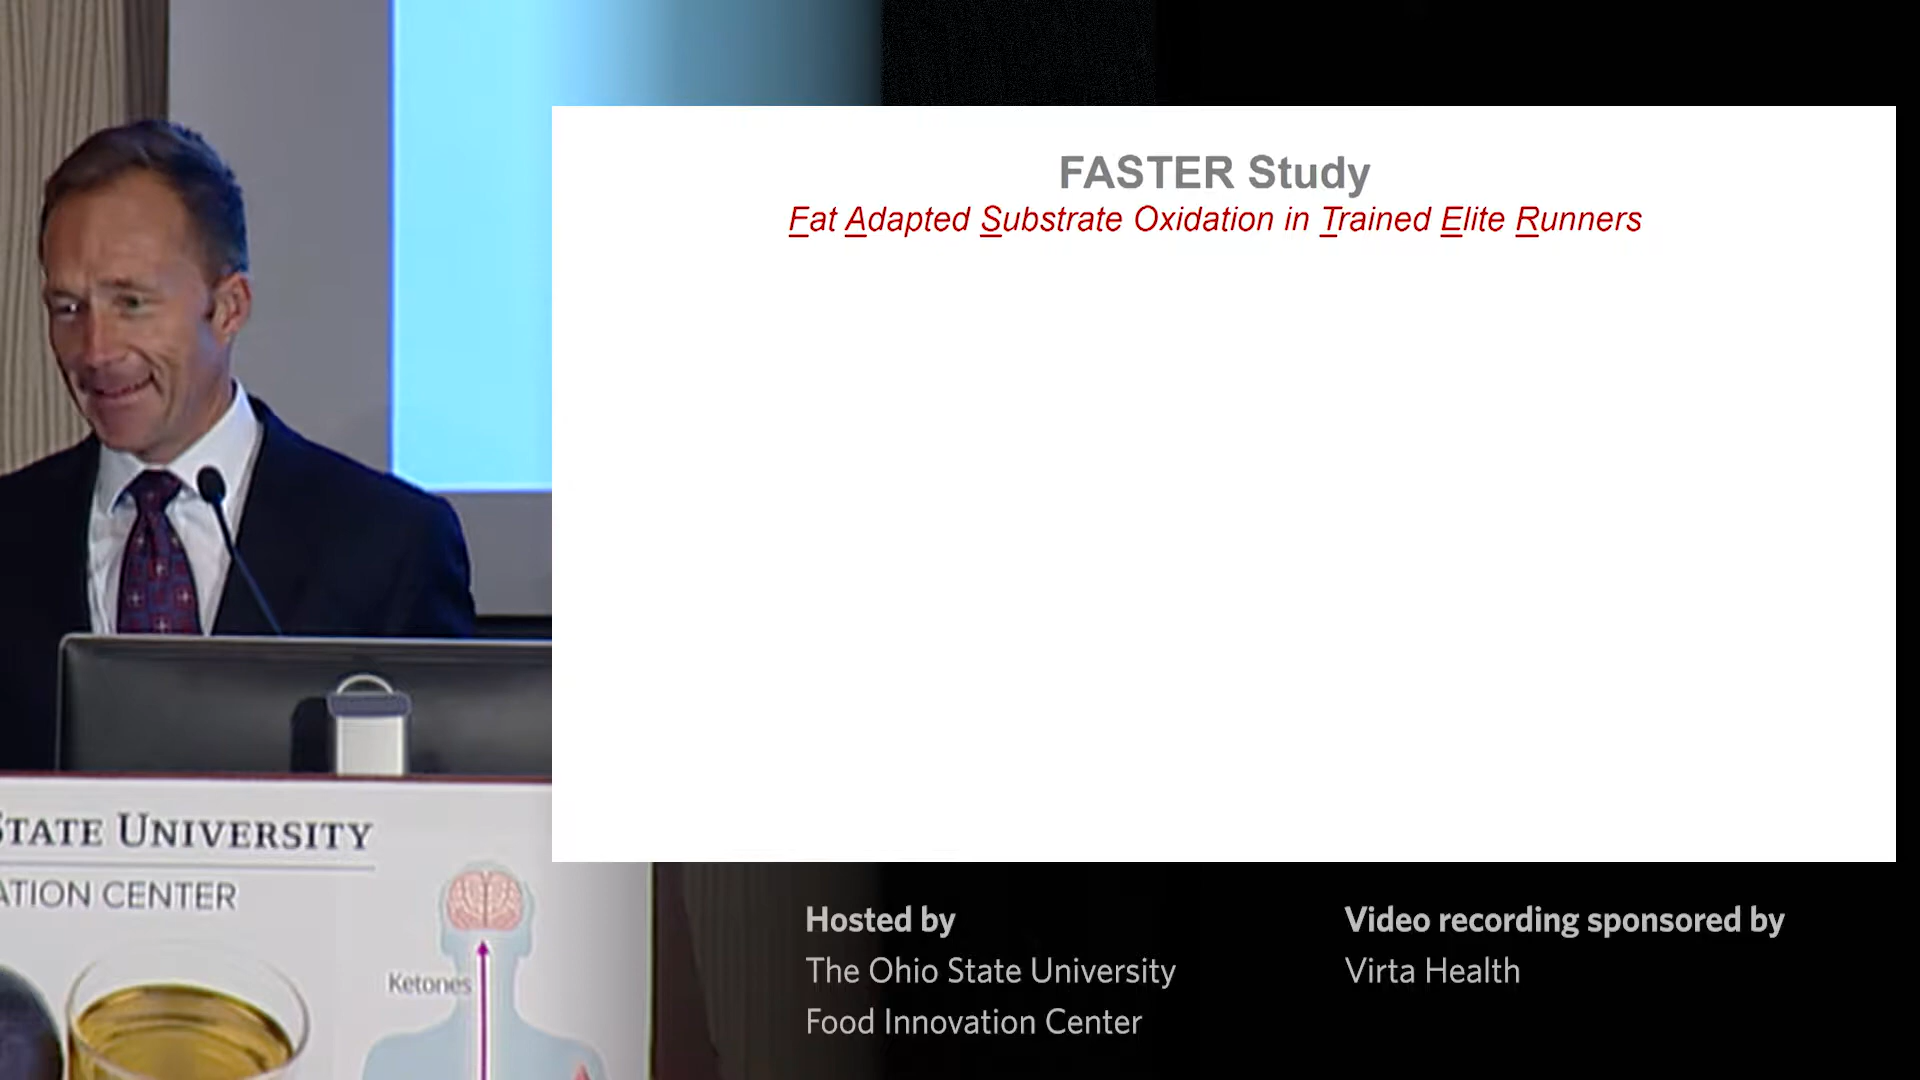 FASTER Study
Fat Adapted Substrate Oxidation in Trained Elite Runners
STATE UNIVERSITY
ATION CENTER
Ketones
Hosted by
The Ohio State University
Food Innovation Center
Video recording sponsored by
Virta Health